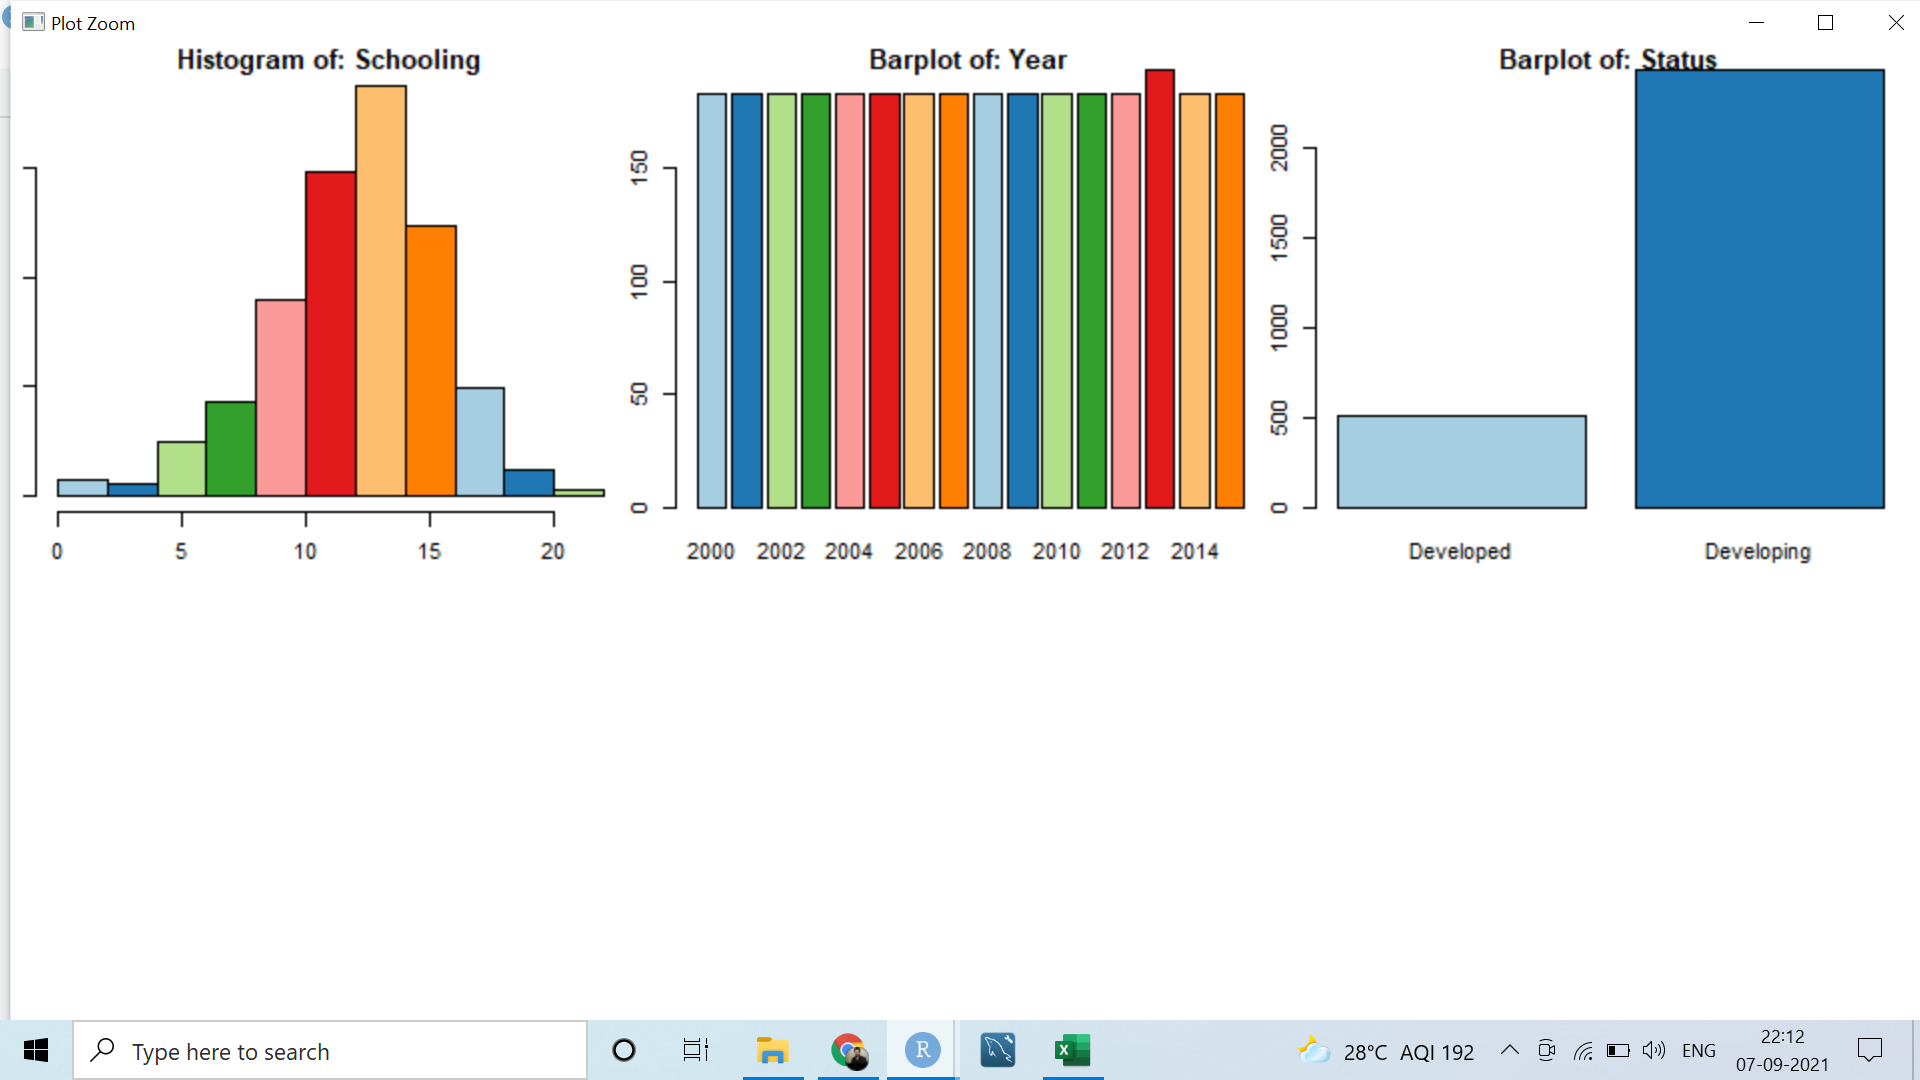 Plot Zoom
Histogram of: Schooling
0 5 10 15 20
Barplot of: Year
150
100
50
0
2000 2002 2004 2006 2008 2010 2012 2014
Barplot of: Status
2000
1500
1000
500
0
Developed Developing
Type here to search
R
X
28°C AQI 192
ENG
22:12
07-09-2021